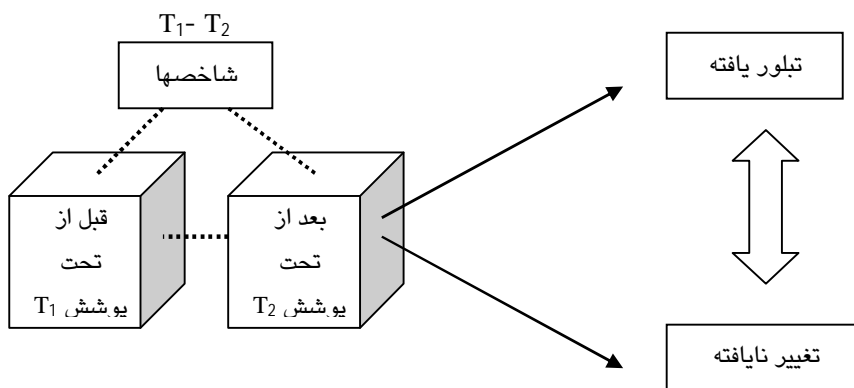 T1- T2
شاخصها
تبلور یافته
قبل از
تحت
پوشش T1
بعد از
تحت
پوشش T2
تغییر نایافته